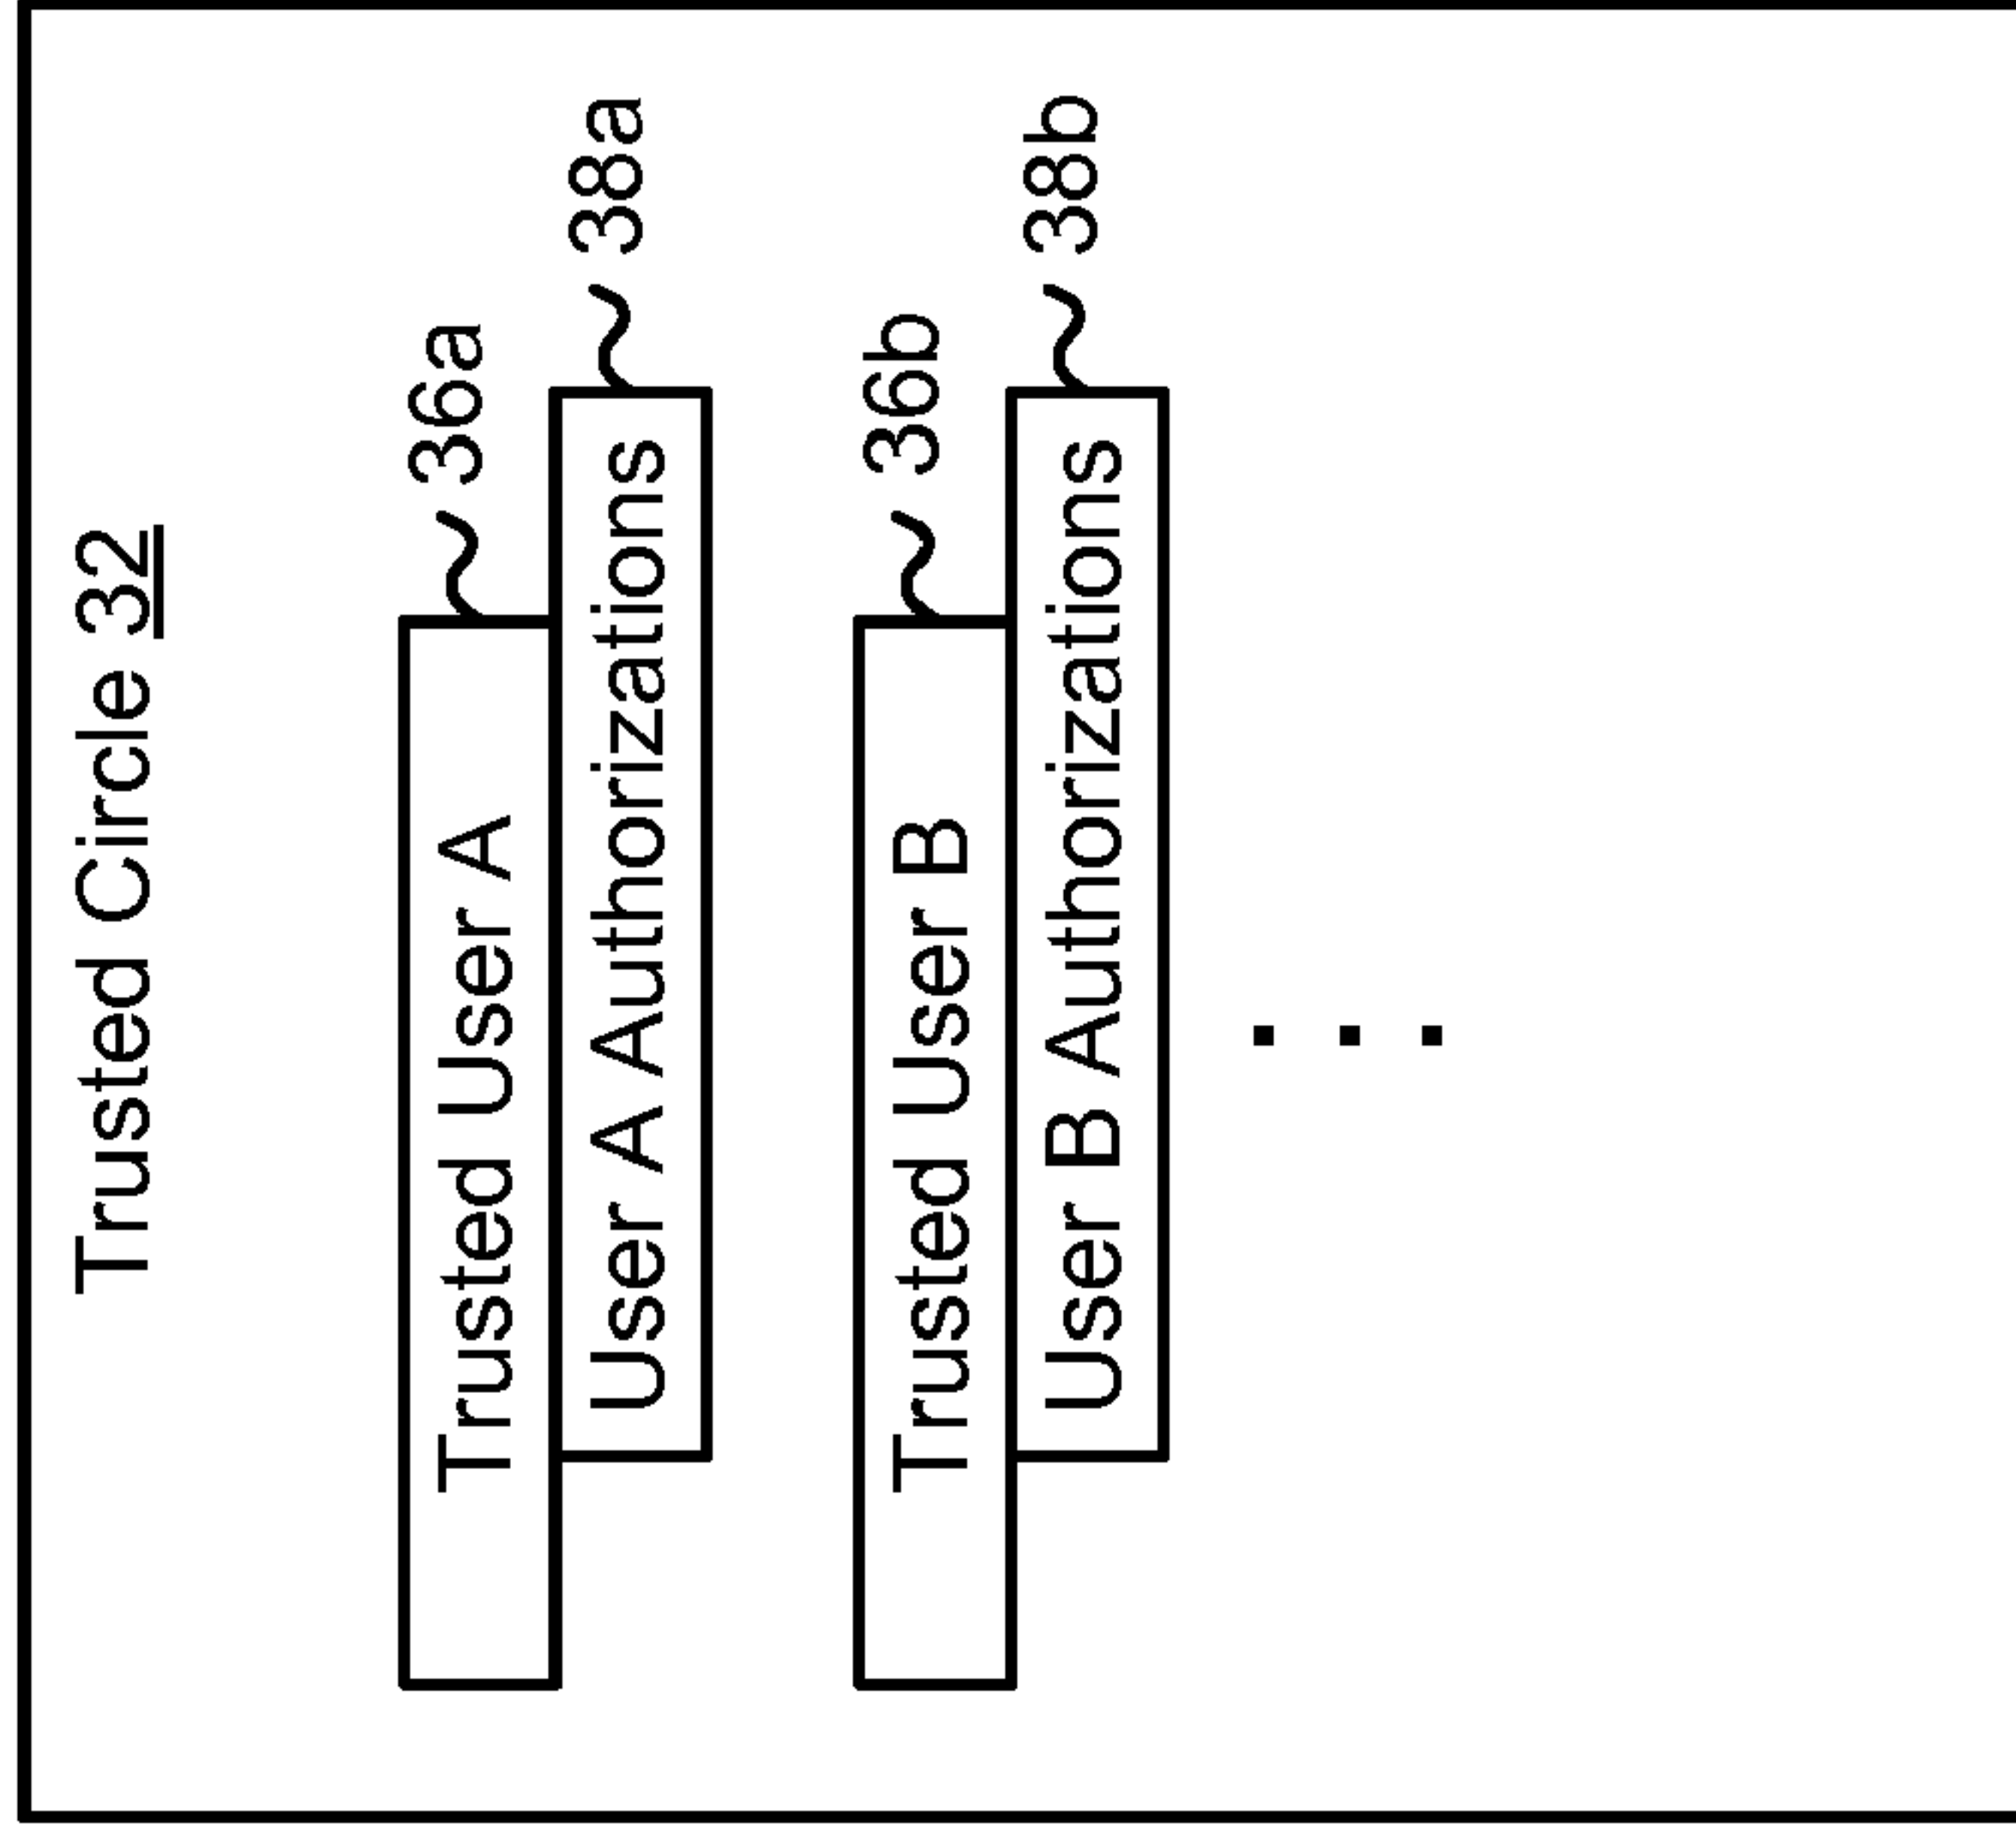 Trusted Circle 32
Trusted User A
36a
User A Authorizations
38a
Trusted User B
36b
User B Authorizations
38b